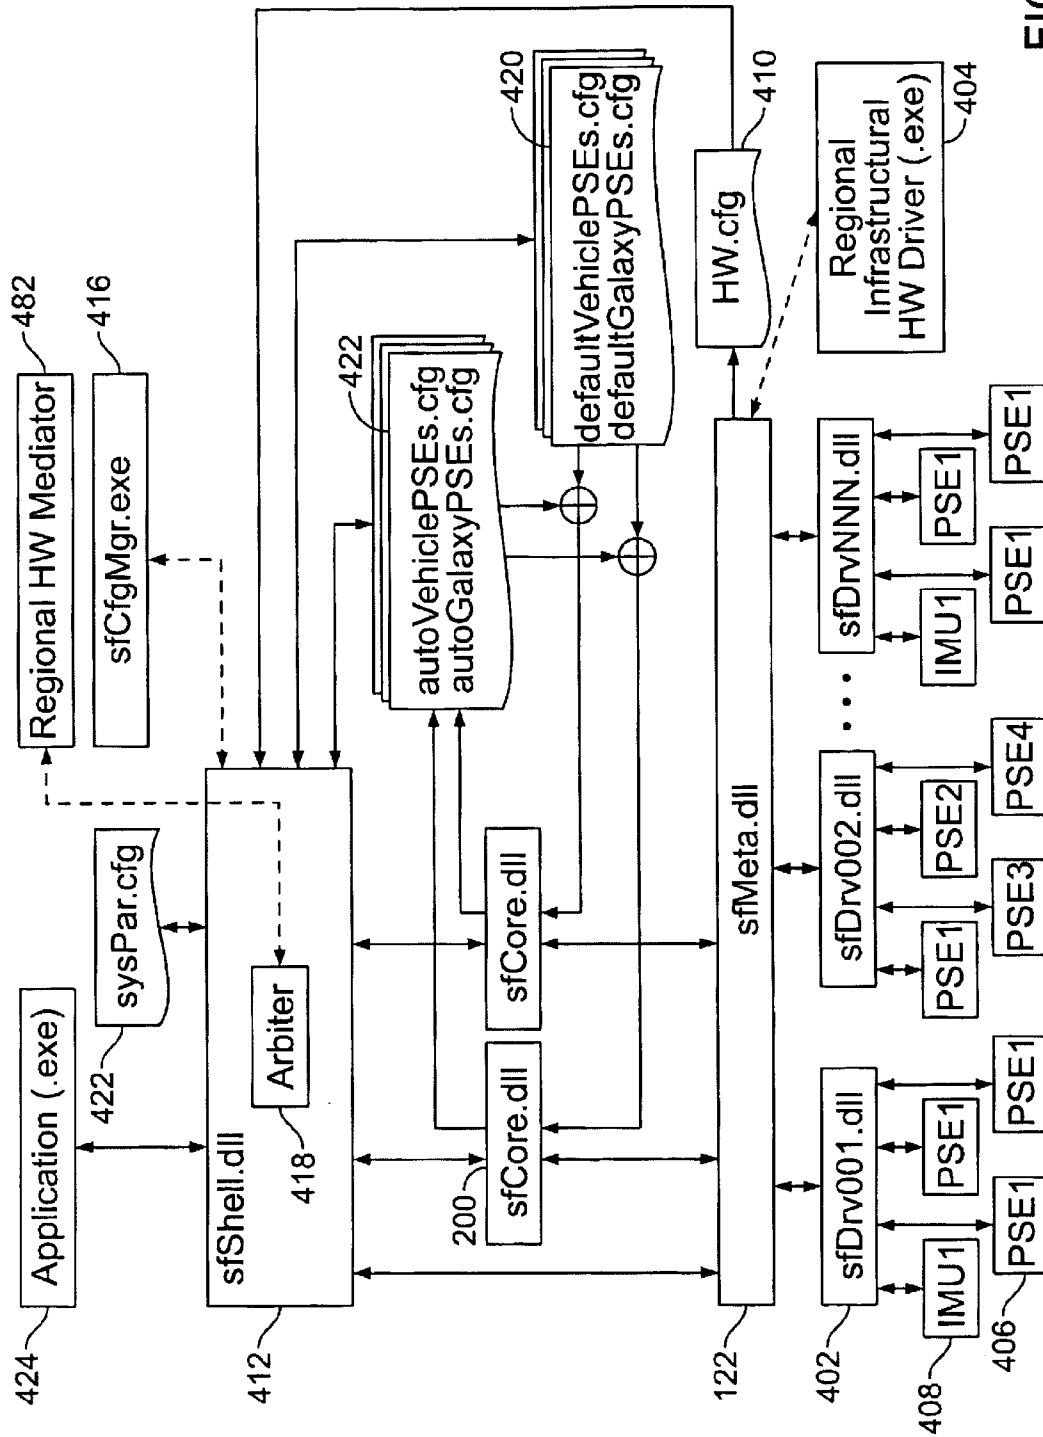 424
Application (.exe)
422
sysPar.cfg
Regional HW Mediator
482
sfCfgMgr.exe
416
412
sfShell.dll
Arbiter
418
autoVehiclePSEs.cfg
autoGalaxyPSEs.cfg
422
defaultVehiclePSEs.cfg
defaultGalaxyPSEs.cfg
420
200
sfCore.dll
sfCore.dll
122
sfMeta.dll
HW.cfg
410
Regional
Infrastructural
HW Driver (.exe)
404
402
sfDrv001.dll
sfDrv002.dll
• • •
sfDrvNNN.dll
408
IMU1
PSE1
PSE1
PSE2
IMU1
PSE1
406
PSE1
PSE1
PSE3
PSE4
PSE1
PSE1